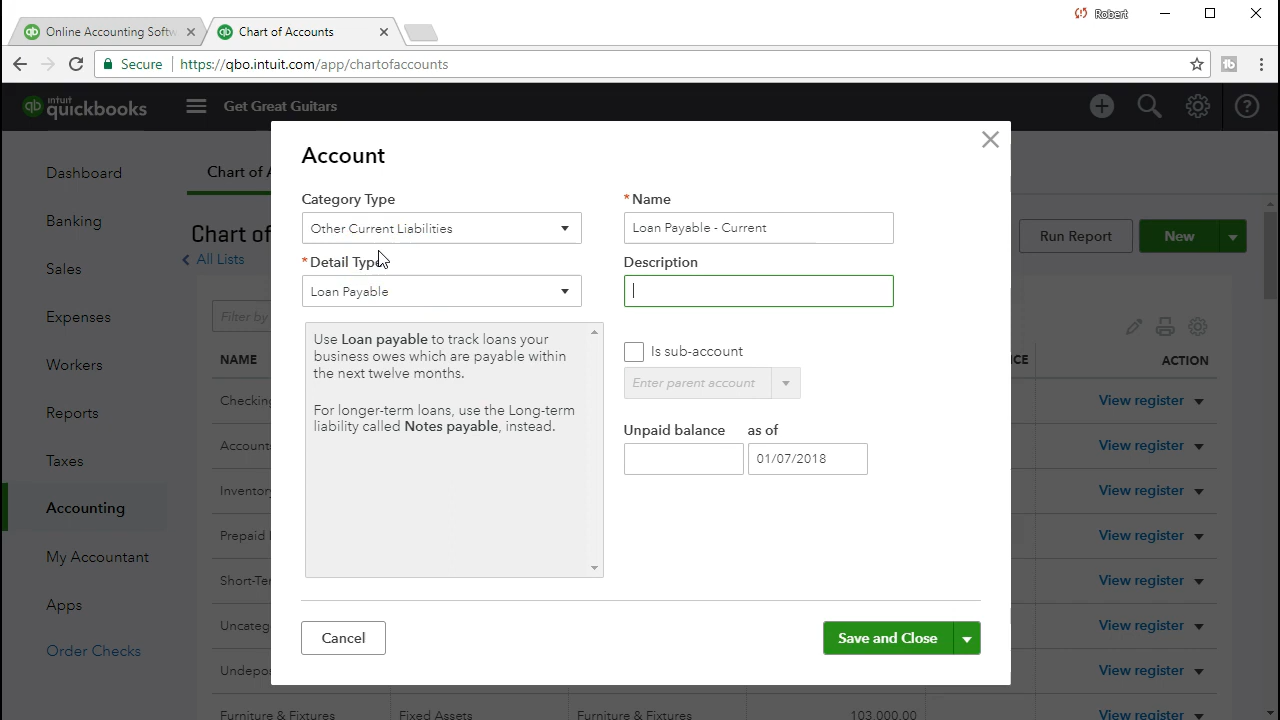 Robert
Online Accounting Softw
Chart of Accounts
Secure
https://qbo.intuit.com/app/chartofaccounts
intuit
quickbooks
Get Great Guitars
Dashboard
Banking
Sales
Expenses
Workers
Reports
Taxes
Accounting
My Accountant
Apps
Order Checks
Chart of A
Chart of
All Lists
Run Report
New
Filter by
NAME
CE
ACTION
Checking
View register
Account
View register
Inventor
View register
Prepaid
View register
Short-Ter
View register
Uncateg
View register
Undepo
View register
Furniture & Fixtures
Fixed Assets
Furniture & Fixtures
103,000.00
View register
Account
Category Type
Other Current Liabilities
* Detail Type
Loan Payable
Use Loan payable to track loans your
business owes which are payable within
the next twelve months.
For longer-term loans, use the Long-term
liability called Notes payable, instead.
* Name
Loan Payable - Current
Description
Is sub-account
Enter parent account
Unpaid balance
as of
01/07/2018
Cancel
Save and Close